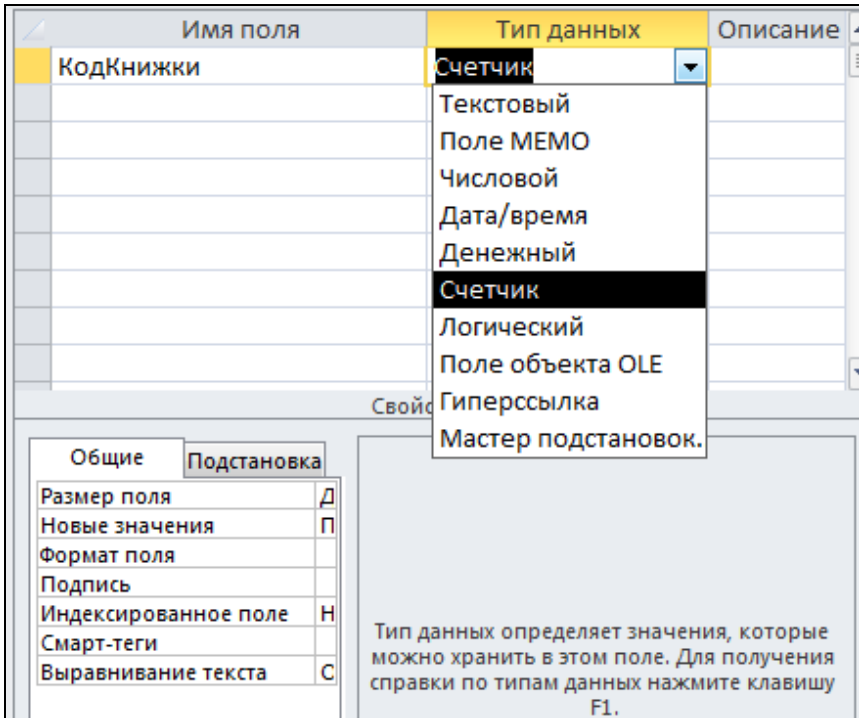 Имя поля Тип данных Описание
КодКнижки Счетчик
Текстовый
Поле МЕМО
Числовой
Дата/время
Денежный
Счетчик
Логический
Поле объекта OLE
Гиперссылка
Мастер подстановок.
Свой
Общие Подстановка
Размер поля Д
Новые значения П
Формат поля
Подпись
Индексированное поле Н
Смарт-теги
Выравнивание текста О
Тип данных определяет значения, которые
можно хранить в этом поле. Для получения
справки по типам данных нажмите клавишу
F1.